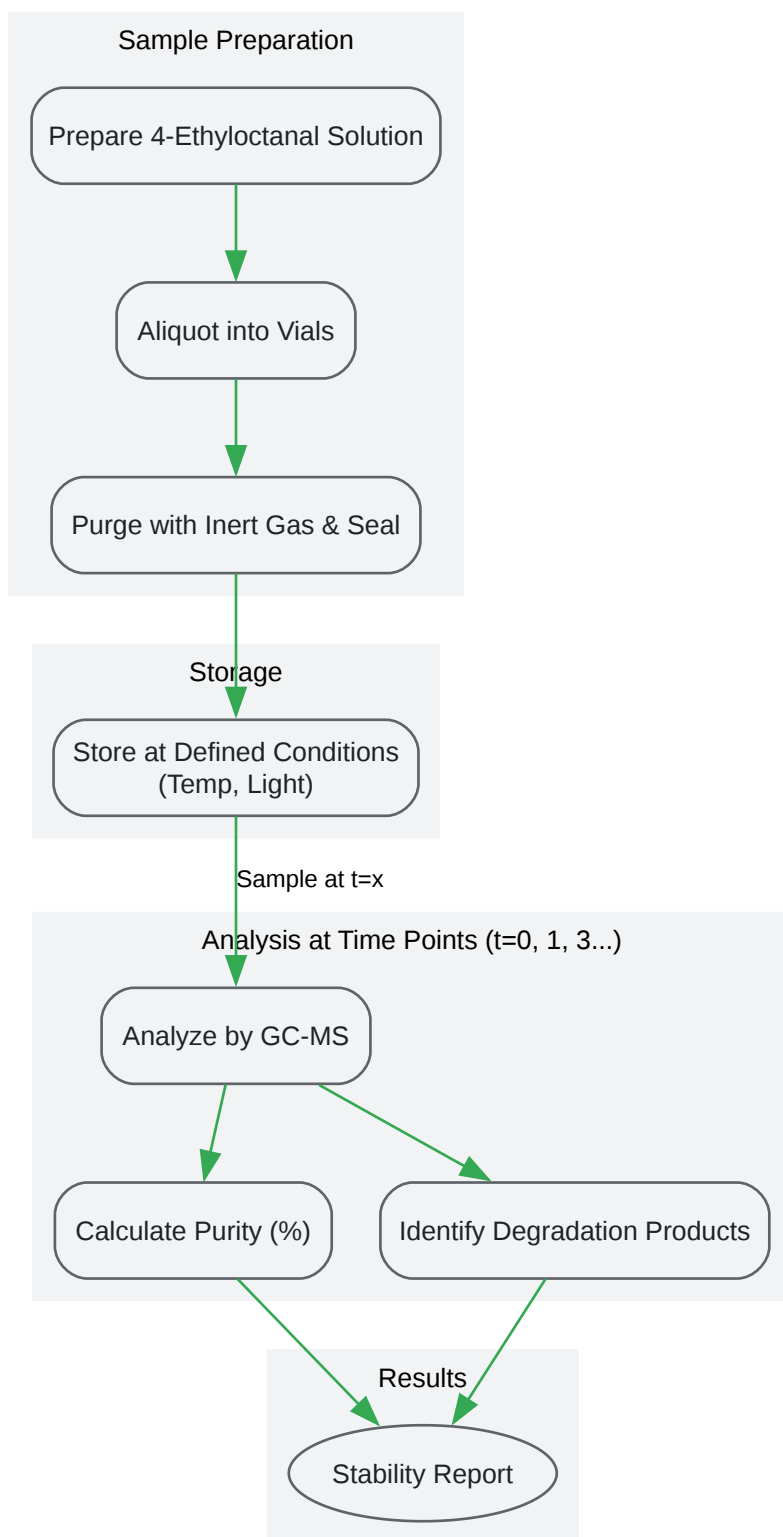 Sample Preparation
Prepare 4-Ethyloctanal Solution
Aliquot into Vials
Purge with Inert Gas & Seal
Storage
Store at Defined Conditions
(Temp, Light)
Sample at t=x
Analysis at Time Points (t=0, 1, 3...)
Analyze by GC-MS
Calculate Purity (%)
Identify Degradation Products
Results
Stability Report